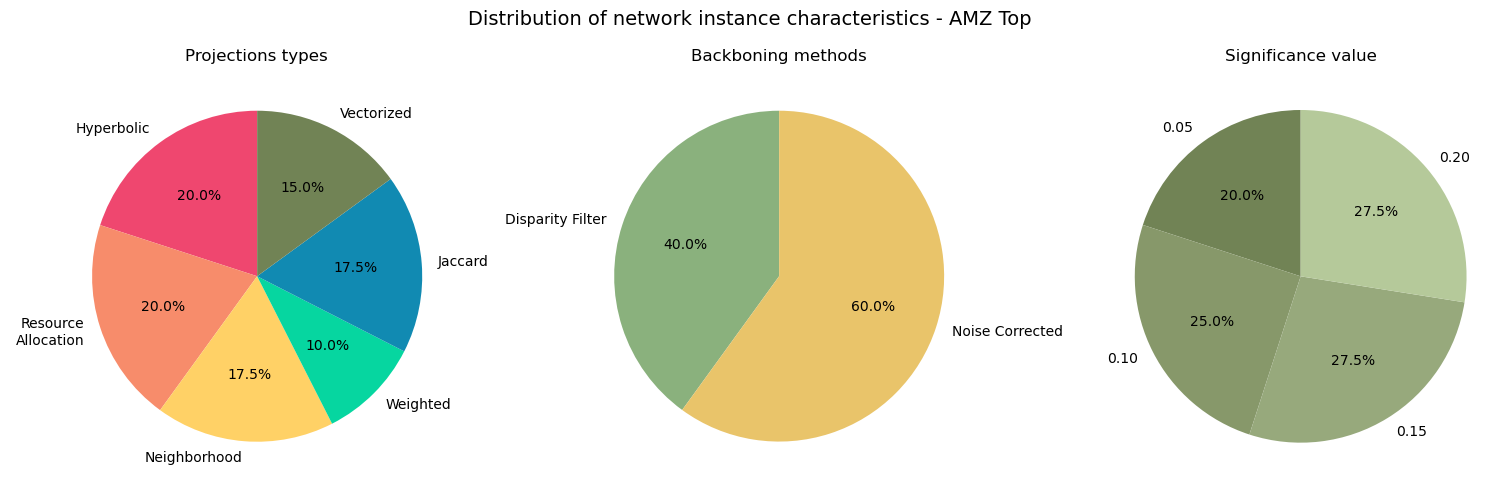 Distribution of network instance characteristics - AMZ Top
Projections types
Hyperbolic
Vectorized
20.0%
15.0%
Jaccard
17.5%
Resource
Allocation
20.0%
10.0%
17.5%
Weighted
Neighborhood
Backboning methods
Disparity Filter
40.0%
60.0%
Noise Corrected
Significance value
0.05
0.20
20.0%
27.5%
25.0%
0.10
27.5%
0.15